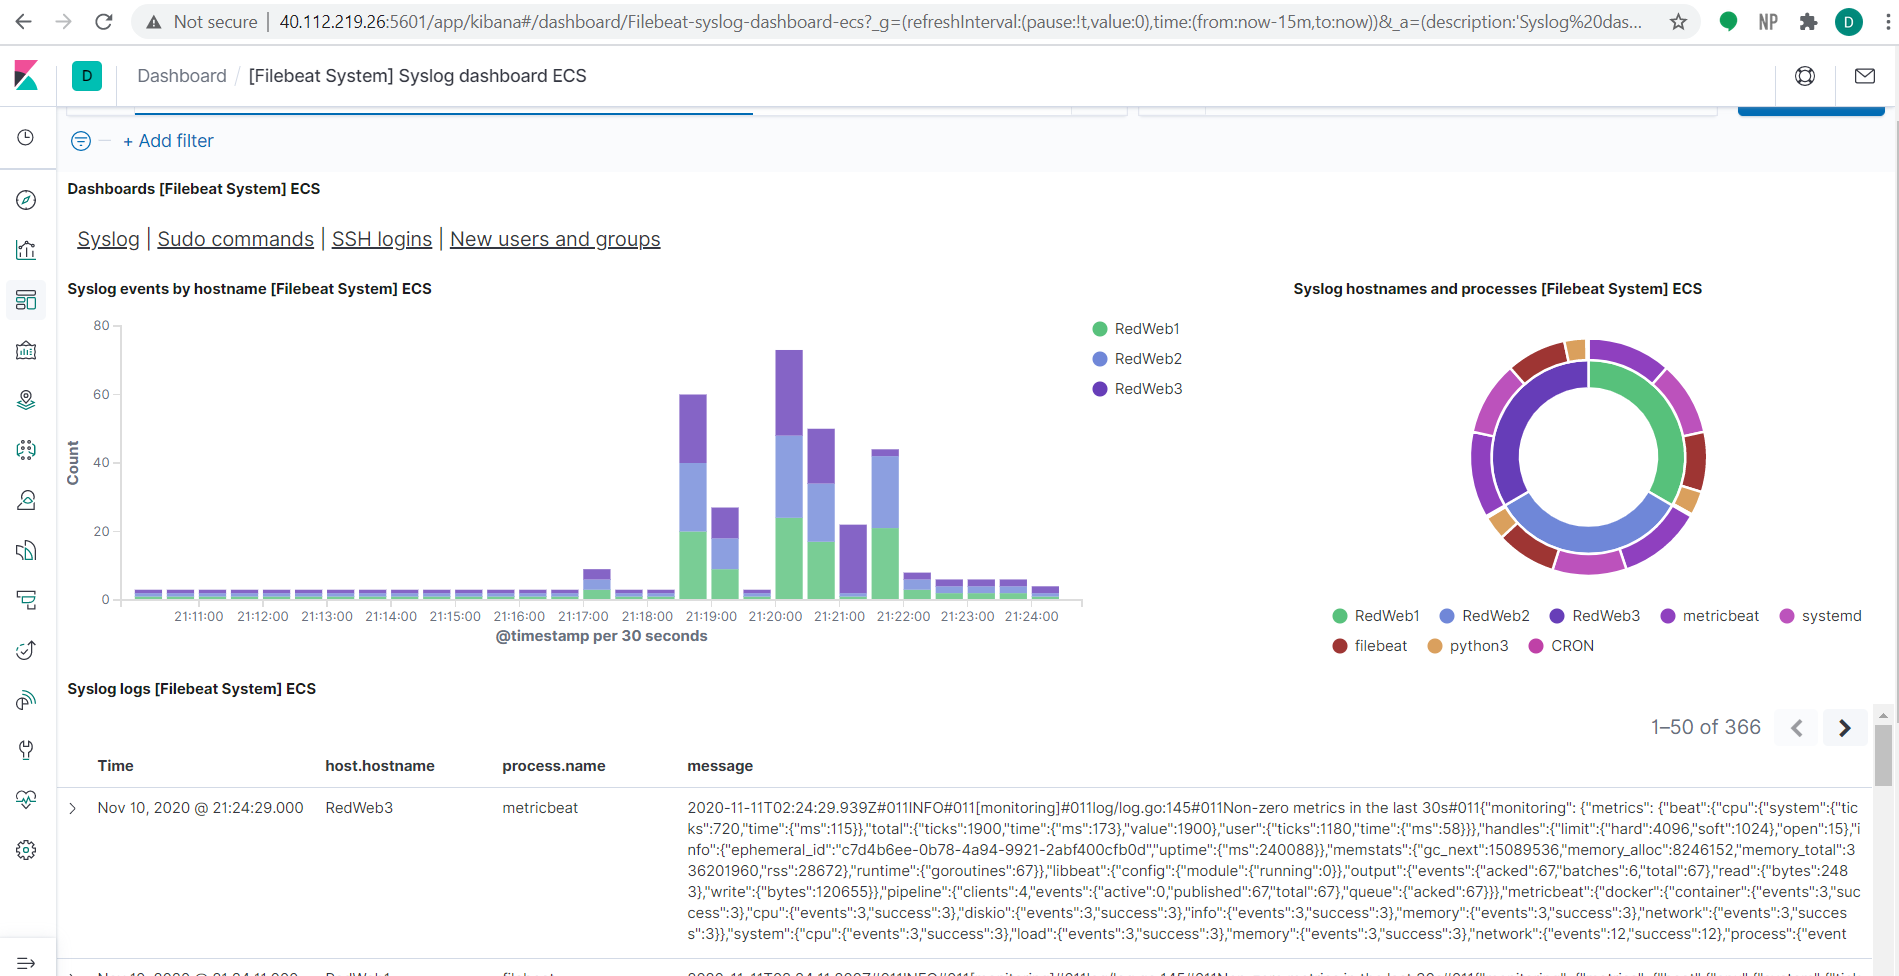 Not secure | 40.112.219.26:5601/app/kibana#/dashboard/Filebeat-syslog-dashboard-ecs?_g=(refreshInterval:(pause:!t,value:0),time:(from:now-15m,to:now))&_a=(description:'Syslog%20das...
NP
D
D Dashboard / [Filebeat System] Syslog dashboard ECS
+ Add filter
Dashboards [Filebeat System] ECS
Syslog | Sudo commands | SSH logins | New users and groups
Syslog events by hostname [Filebeat System] ECS
80
60
40
20
0
Count
21:11:00 21:12:00 21:13:00 21:14:00 21:15:00 21:16:00 21:17:00 21:18:00 21:19:00 21:20:00 21:21:00 21:22:00 21:23:00 21:24:00
@timestamp per 30 seconds
RedWeb1
RedWeb2
RedWeb3
Syslog hostnames and processes [Filebeat System] ECS
RedWeb1 RedWeb2 RedWeb3 metricbeat systemd
filebeat python3 CRON
Syslog logs [Filebeat System] ECS
1–50 of 366
Time host.hostname process.name message
Nov 10, 2020 @ 21:24:29.000 RedWeb3 metricbeat 2020-11-11T02:24:29.939Z#011INFO#011[monitoring]#011log/log.go:145#011Non-zero metrics in the last 30s#011{"monitoring": {"metrics": {"beat":{"cpu":{"system":{"tic
ks":720,"time":{"ms":115}},"total":{"ticks":1900,"time":{"ms":173},"value":1900},"user":{"ticks":1180,"time":{"ms":58}}},"handles":{"limit":{"hard":4096,"soft":1024},"open":15},"i
nfo":{"ephemeral_id":"c7d4b6ee-0b78-4a94-9921-2abf400cfb0d","uptime":{"ms":240088}},"memstats":{"gc_next":15089536,"memory_alloc":8246152,"memory_total":3
36201960,"rss":28672},"runtime":{"goroutines":67}},"libbeat":{"config":{"module":{"running":0}},"output":{"events":{"acked":67,"batches":6,"total":67},"read":{"bytes":248
3},"write":{"bytes":120655}},"pipeline":{"clients":4,"events":{"active":0,"published":67,"total":67},"queue":{"acked":67}}},"metricbeat":{"docker":{"container":{"events":3,"suc
cess":3},"cpu":{"events":3,"success":3},"diskio":{"events":3,"success":3},"info":{"events":3,"success":3},"memory":{"events":3,"success":3},"network":{"events":3,"succes
s":3}},"system":{"cpu":{"events":3,"success":3},"load":{"events":3,"success":3},"memory":{"events":3,"success":3},"network":{"events":12,"success":12},"process":{"event